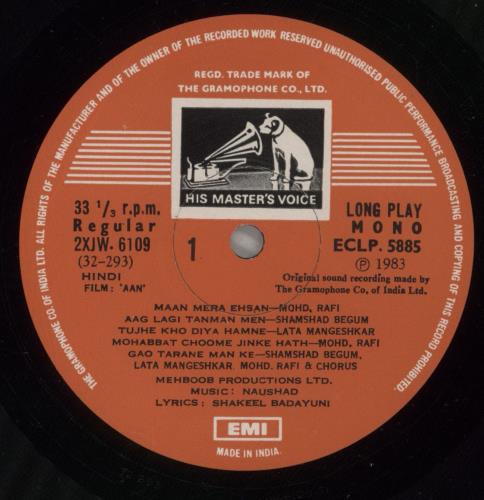 THE GRAMOPHONE CO. OF INDIA LTD. ALL RIGHTS OF THE MANUFACTURER AND OF THE OWNER OF THE RECORDED WORK RESERVED UNAUTHORISED PUBLIC PERFORMANCE BROADCASTING AND COPYING OF THIS RECORD PROHIBITED.
REGD. TRADE MARK OF
THE GRAMOPHONE CO., LTD.
HIS MASTER'S VOICE
33 1/3 r.p.m.
Regular
2XJW. 6109
(32-293)
HINDI
FILM: 'AAN'
1
LONG PLAY
MONO
ECLP. 5885
Ⓟ 1983
Original sound recording made by
The Gramophone Co, of India Ltd.
MAAN MERA EHSAN—MOHD, RAFI
AAG LAGI TANMAN MEN—SHAMSHAD BEGUM
TUJHE KHO DIYA HAMNE—LATA MANGESHKAR
MOHABBAT CHOOME JINKE HATH—MOHD, RAFI
GAO TARANE MAN KE—SHAMSHAD BEGUM,
LATA MANGESHKAR. MOHD. RAFI & CHORUS
MEHBOOB PRODUCTIONS LTD.
MUSIC: NAUSHAD
LYRICS: SHAKEEL BADAYUNI
EMI
MADE IN INDIA.